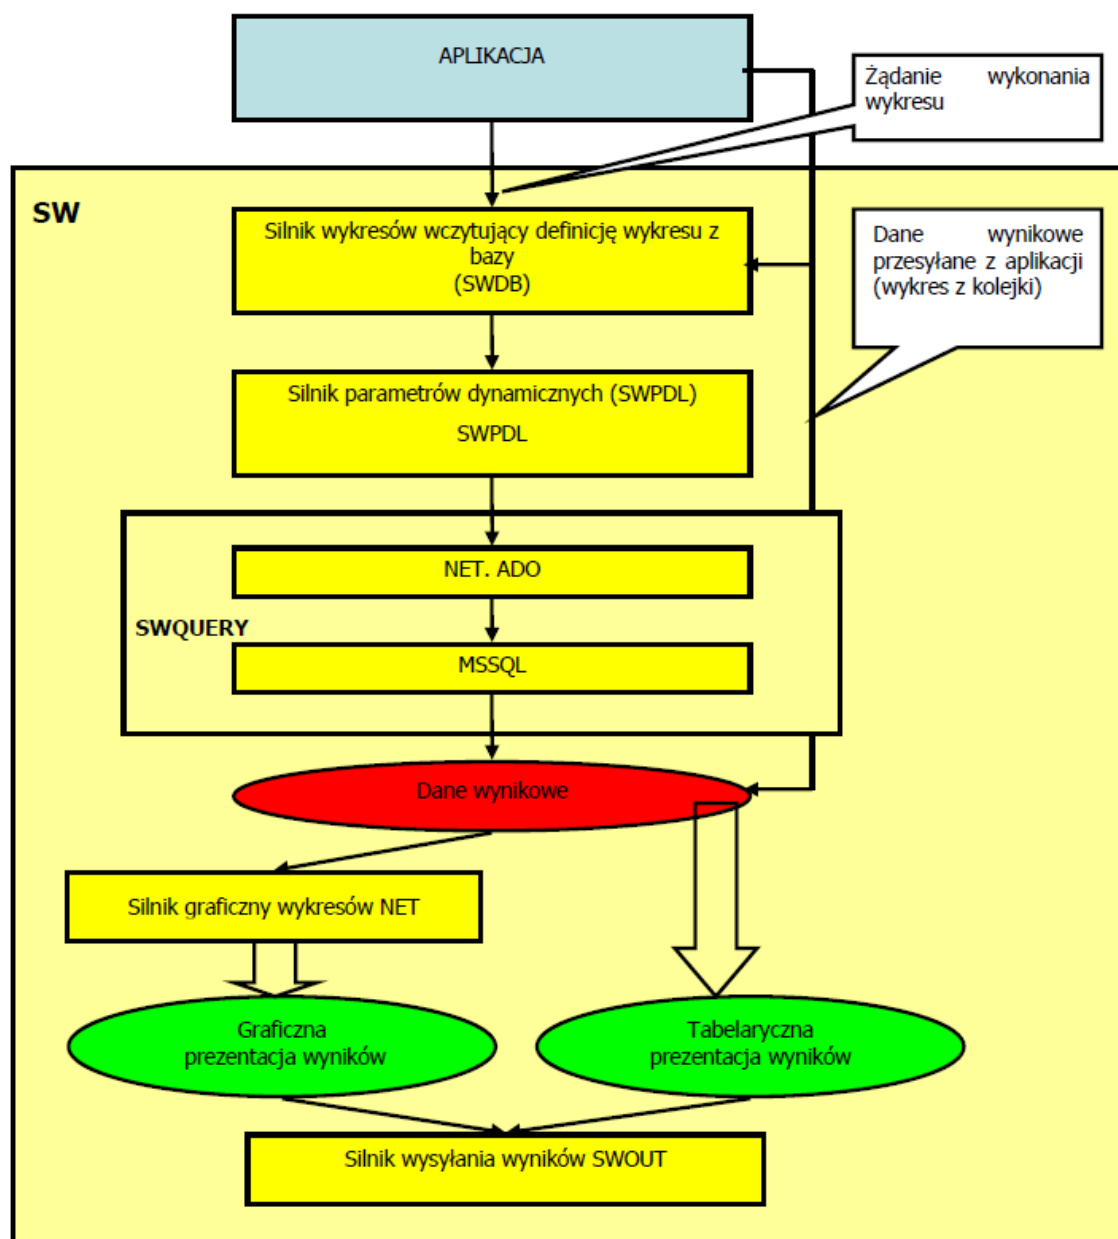 APLIKACJA
Żądanie wykonania
wykresu
SW
Silnik wykresów wczytujący definicję wykresu z
bazy
(SWDB)
Dane wynikowe
przesyłane z aplikacji
(wykres z kolejki)
Silnik parametrów dynamicznych (SWPDL)
SWPDL
NET. ADO
SWQUERY
MSSQL
Dane wynikowe
Silnik graficzny wykresów NET
Graficzna
prezentacja wyników
Tabelaryczna
prezentacja wyników
Silnik wysyłania wyników SWOUT